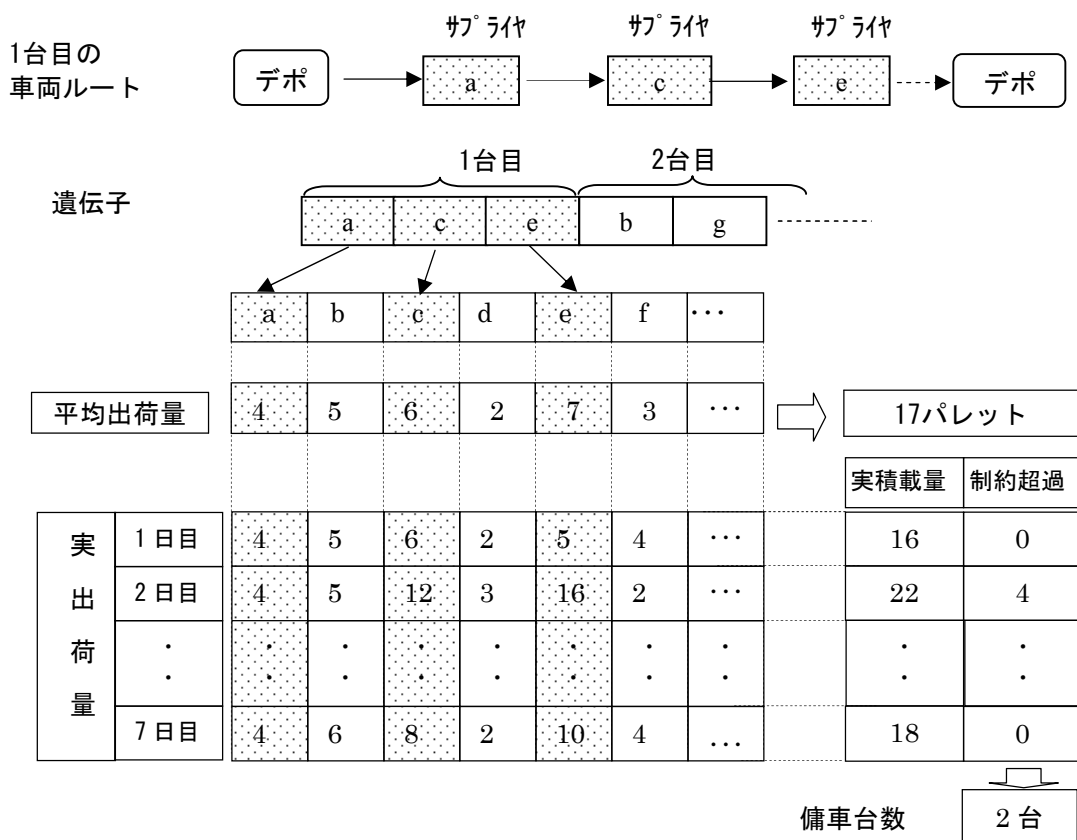 ｻﾌﾟﾗｲﾔ ｻﾌﾟﾗｲﾔ ｻﾌﾟﾗｲﾔ
1台目の
車両ルート
デポ a c e デポ
1台目 2台目
遺伝子
a c e b g
a b c d e f ···
平均出荷量 4 5 6 2 7 3 ··· 17パレット
実積載量 制約超過
実出荷量
1日目 4 5 6 2 5 4 ··· 16 0
2日目 4 5 12 3 16 2 ··· 22 4
: : : : : : : : :
7日目 4 6 8 2 10 4 ... 18 0
傭車台数 2台